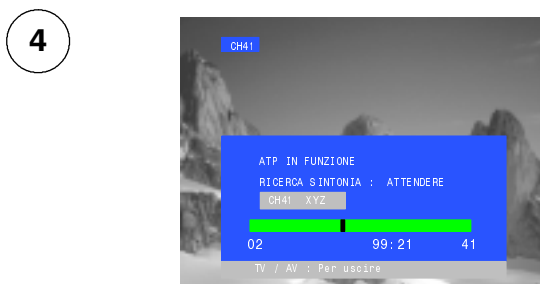 4
CH41
ATP IN FUNZIONE
RICERCA SINTONIA : ATTENDERE
CH41 XYZ
02 99:21 41
TV / AV : Per uscire